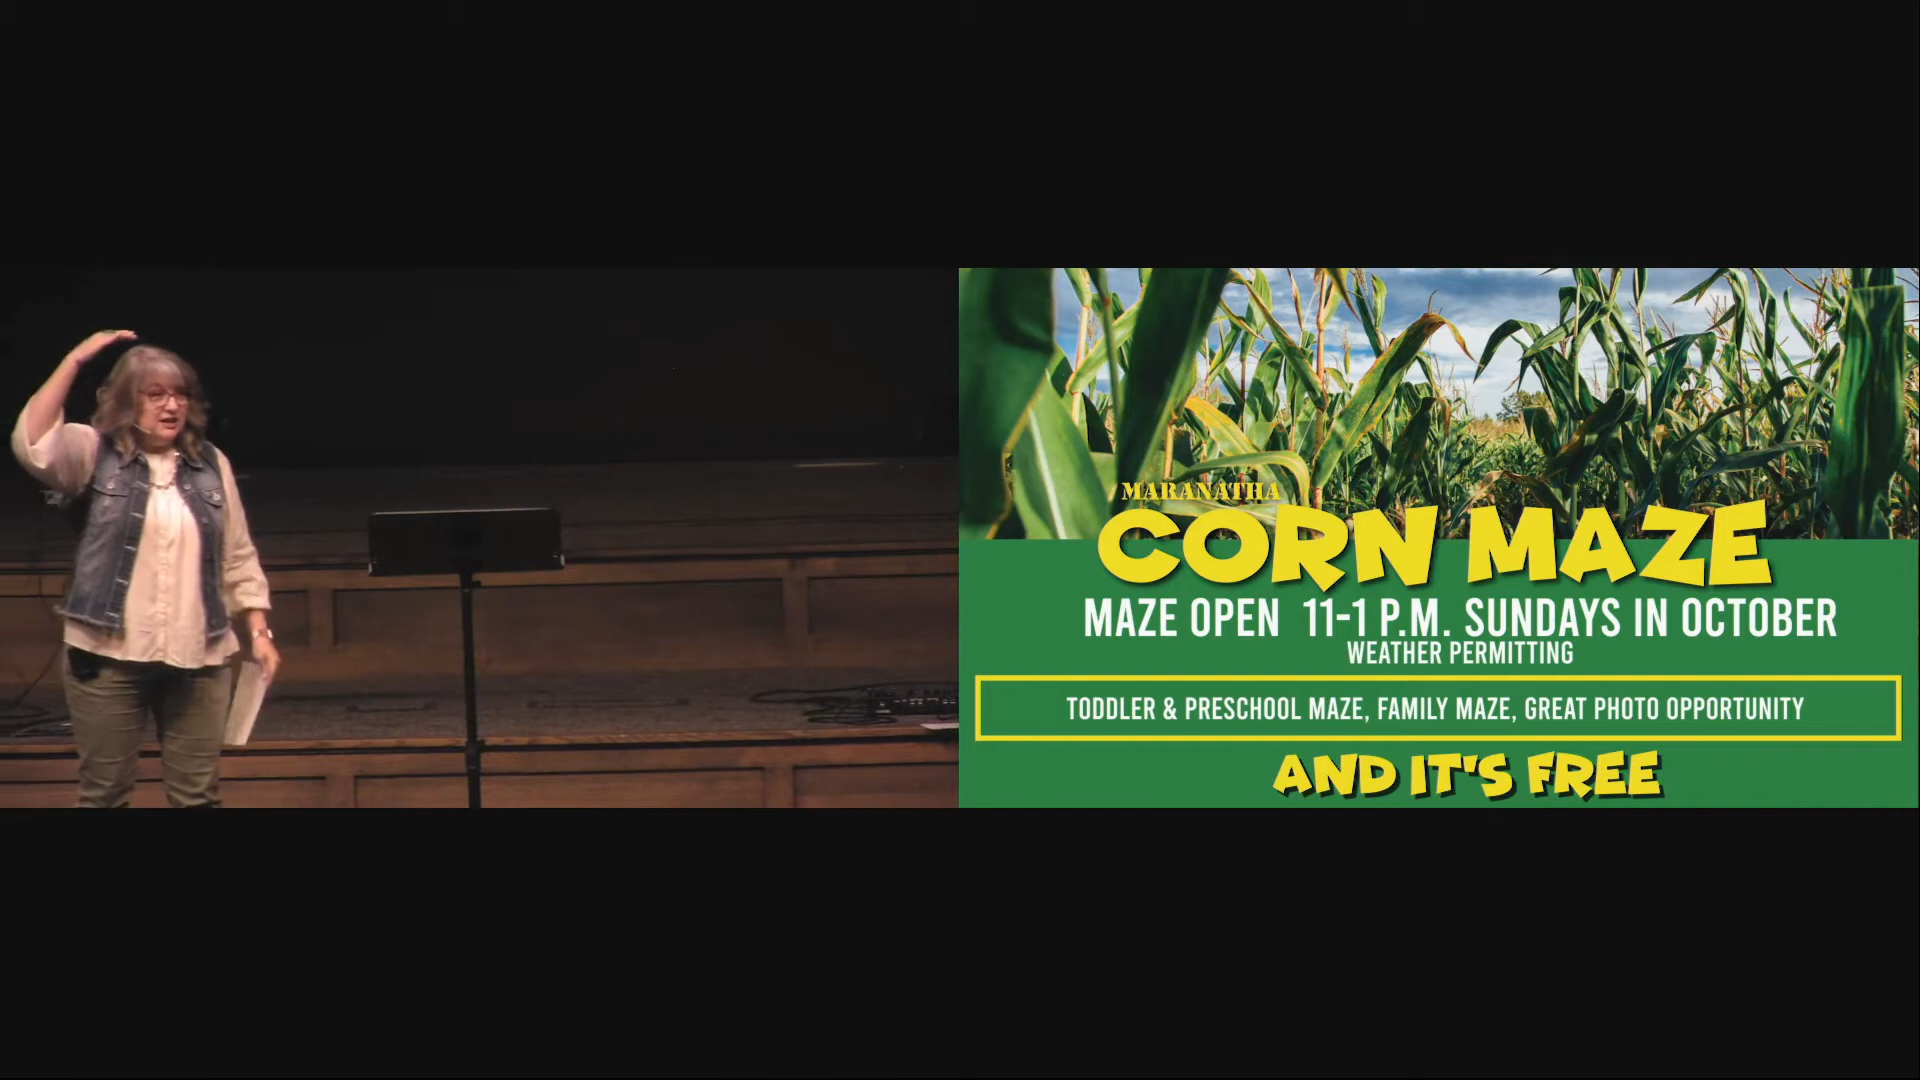 MARANATHA
CORN MAZE
MAZE OPEN 11-1 P.M. SUNDAYS IN OCTOBER
WEATHER PERMITTING
TODDLER & PRESCHOOL MAZE, FAMILY MAZE, GREAT PHOTO OPPORTUNITY
AND IT'S FREE